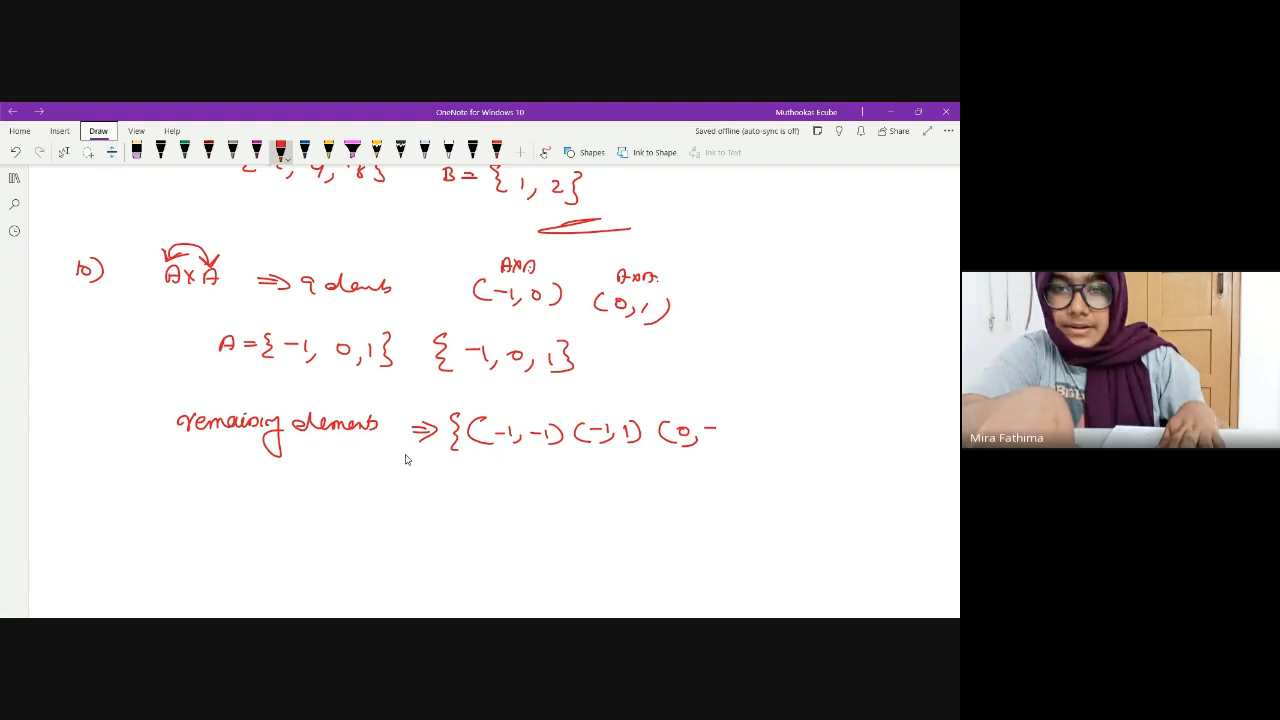 OneNote for Windows 10
Muthookas Ecube
Home Insert Draw View Help
Saved offline (auto-sync is off)
Share
Shapes
Ink to Shape
Ink to Text
B = { 1, 2 }
10) A×A ⇒ 9 elements
A×A
(-1, 0)
A×A
(0, 1)
A = { -1, 0, 1 } { -1, 0, 1 }
remaining elements ⇒ { (-1, -1) (-1, 1) (0, -
Mira Fathima